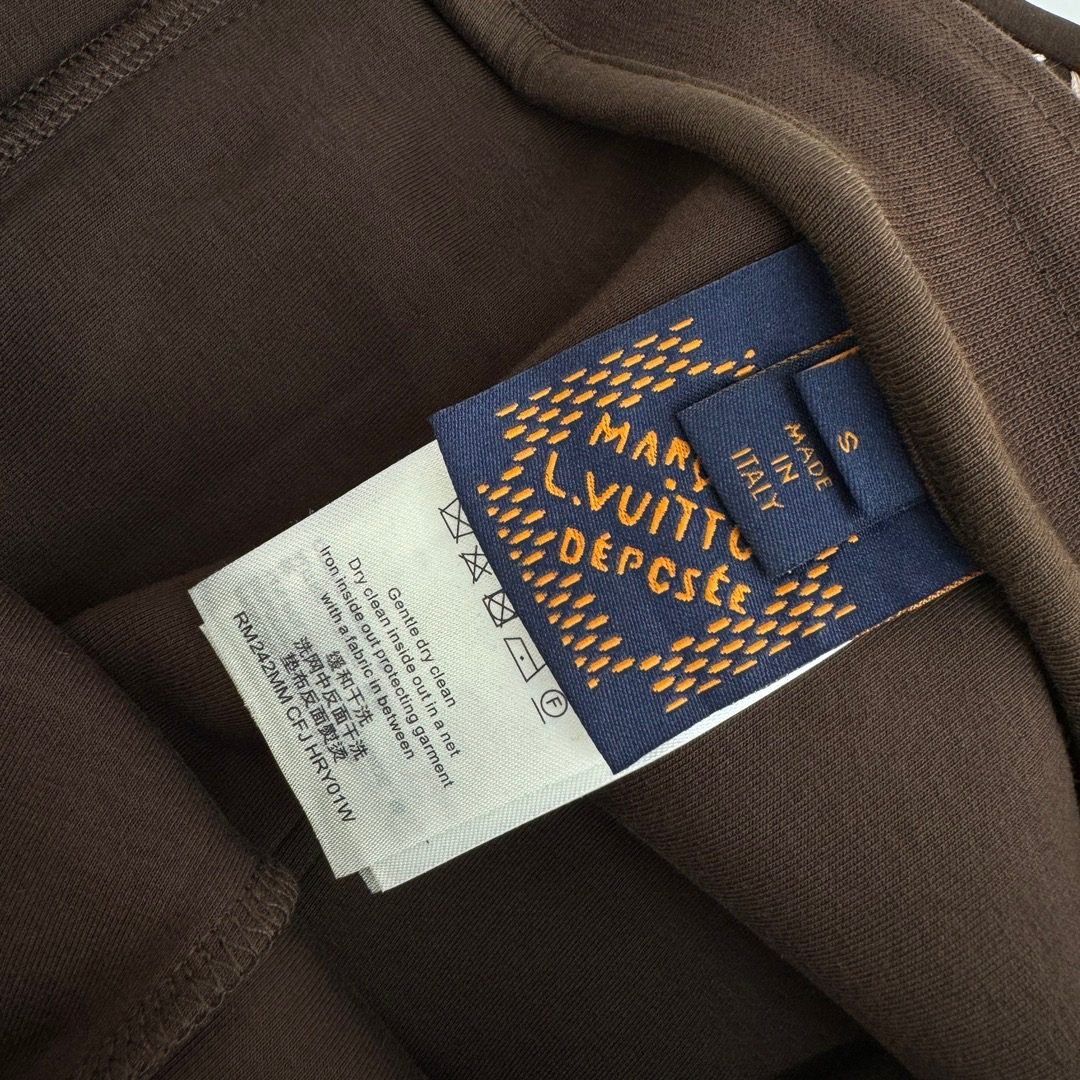 MARQ
L.VUITTO
DÉPOSÉE
MADE
IN
ITALY
S
Gentle dry clean
Dry clean inside out in a net
Iron inside out protecting garment
with a fabric in between
缓和干洗
洗网中反面干洗
垫布反面熨烫
RM242MM CFJ HRY01W
F